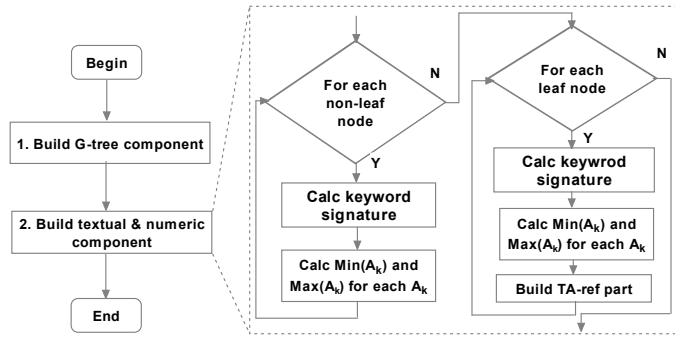 Begin
1. Build G-tree component
2. Build textual & numeric
component
End
For each
non-leaf
node
N
Y
Calc keyword
signature
Calc Min(Aₖ) and
Max(Aₖ) for each Aₖ
For each
leaf node
N
Y
Calc keywrod
signature
Calc Min(Aₖ) and
Max(Aₖ) for each Aₖ
Build TA-ref part